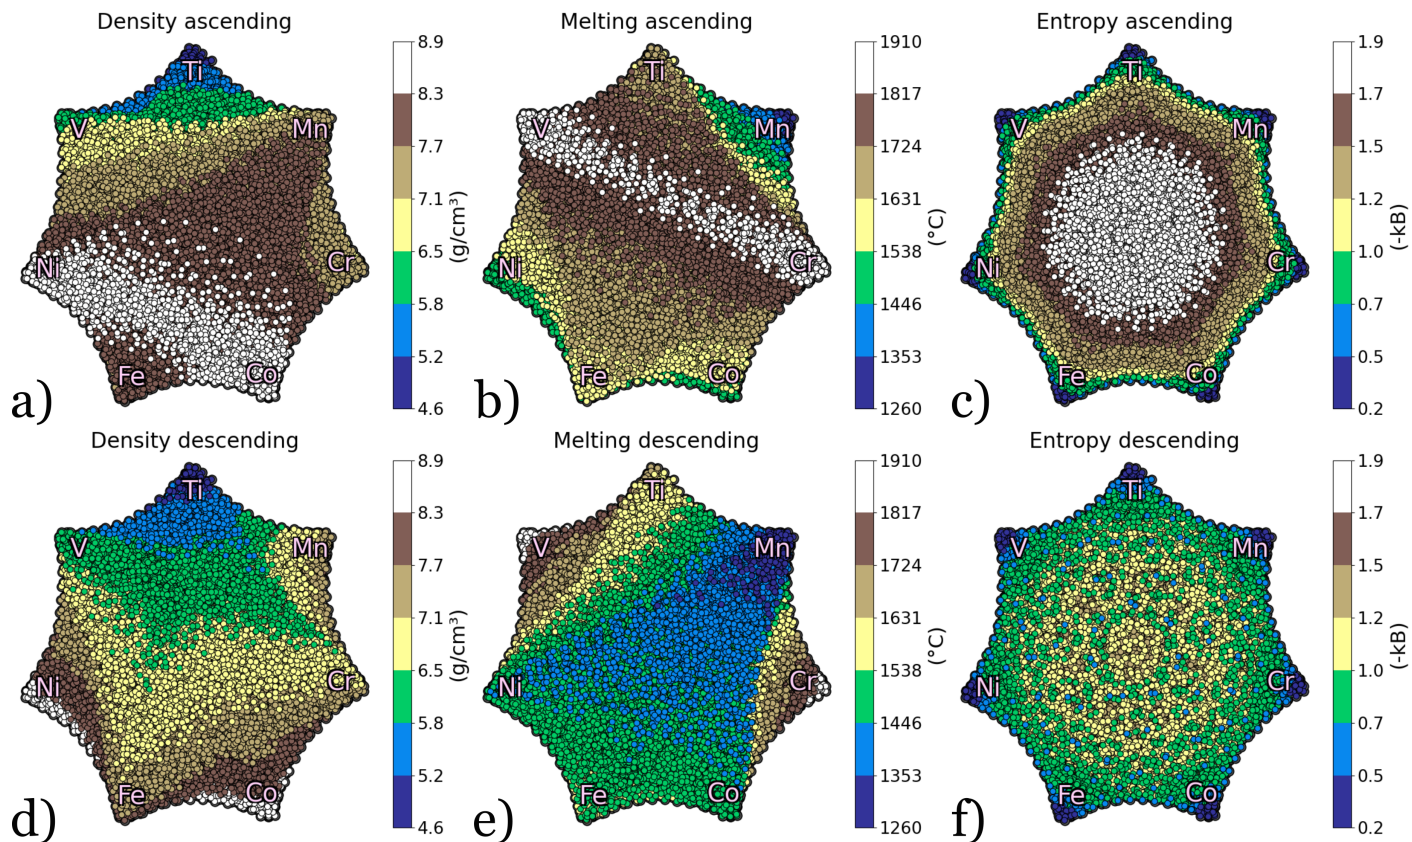 Density ascending
Ti
V
Mn
Ni
Cr
Fe
Co
a)
8.9
8.3
7.7
7.1
6.5
5.8
5.2
4.6
(g/cm³)
Melting ascending
Ti
V
Mn
Ni
Cr
Fe
Co
b)
1910
1817
1724
1631
1538
1446
1353
1260
(°C)
Entropy ascending
Ti
V
Mn
Ni
Cr
Fe
Co
c)
1.9
1.7
1.5
1.2
1.0
0.7
0.5
0.2
(-kB)
Density descending
Ti
V
Mn
Ni
Cr
Fe
Co
d)
8.9
8.3
7.7
7.1
6.5
5.8
5.2
4.6
(g/cm³)
Melting descending
Ti
V
Mn
Ni
Cr
Fe
Co
e)
1910
1817
1724
1631
1538
1446
1353
1260
(°C)
Entropy descending
Ti
V
Mn
Ni
Cr
Fe
Co
f)
1.9
1.7
1.5
1.2
1.0
0.7
0.5
0.2
(-kB)